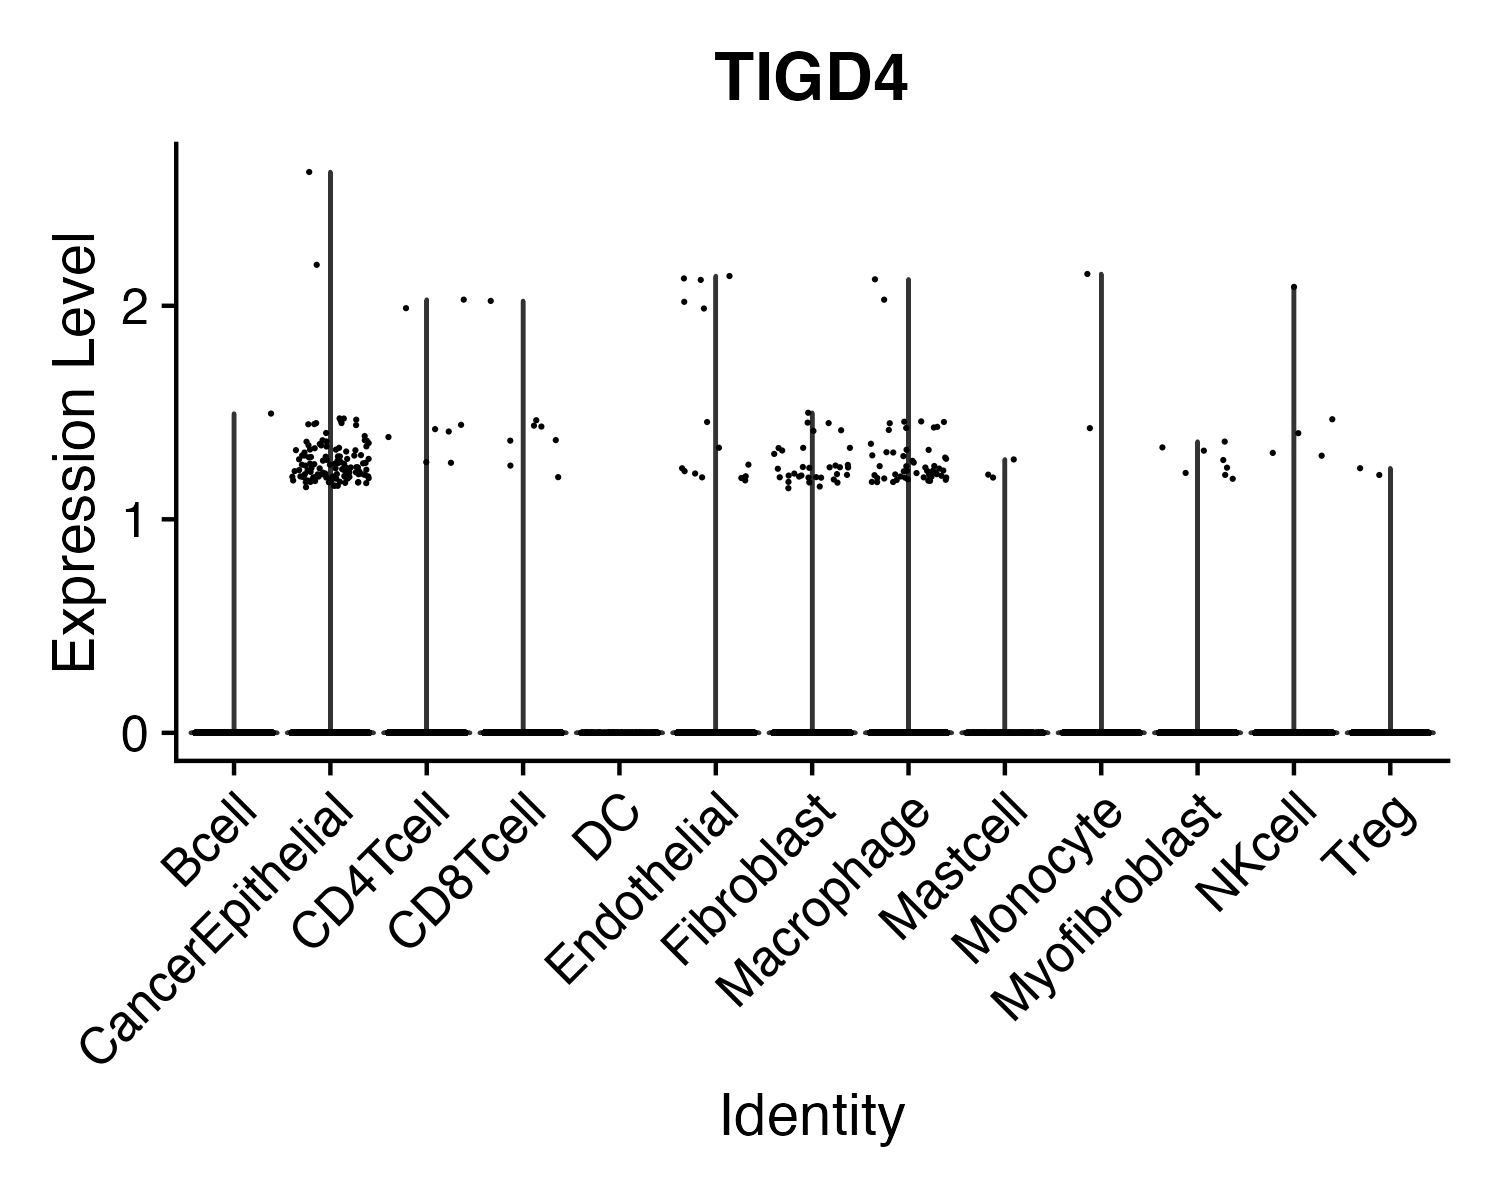 TIGD4
Expression Level
2
1
0
Bcell
CancerEpithelial
CD4Tcell
CD8Tcell
DC
Endothelial
Fibroblast
Macrophage
Mastcell
Monocyte
Myofibroblast
NKcell
Treg
Identity